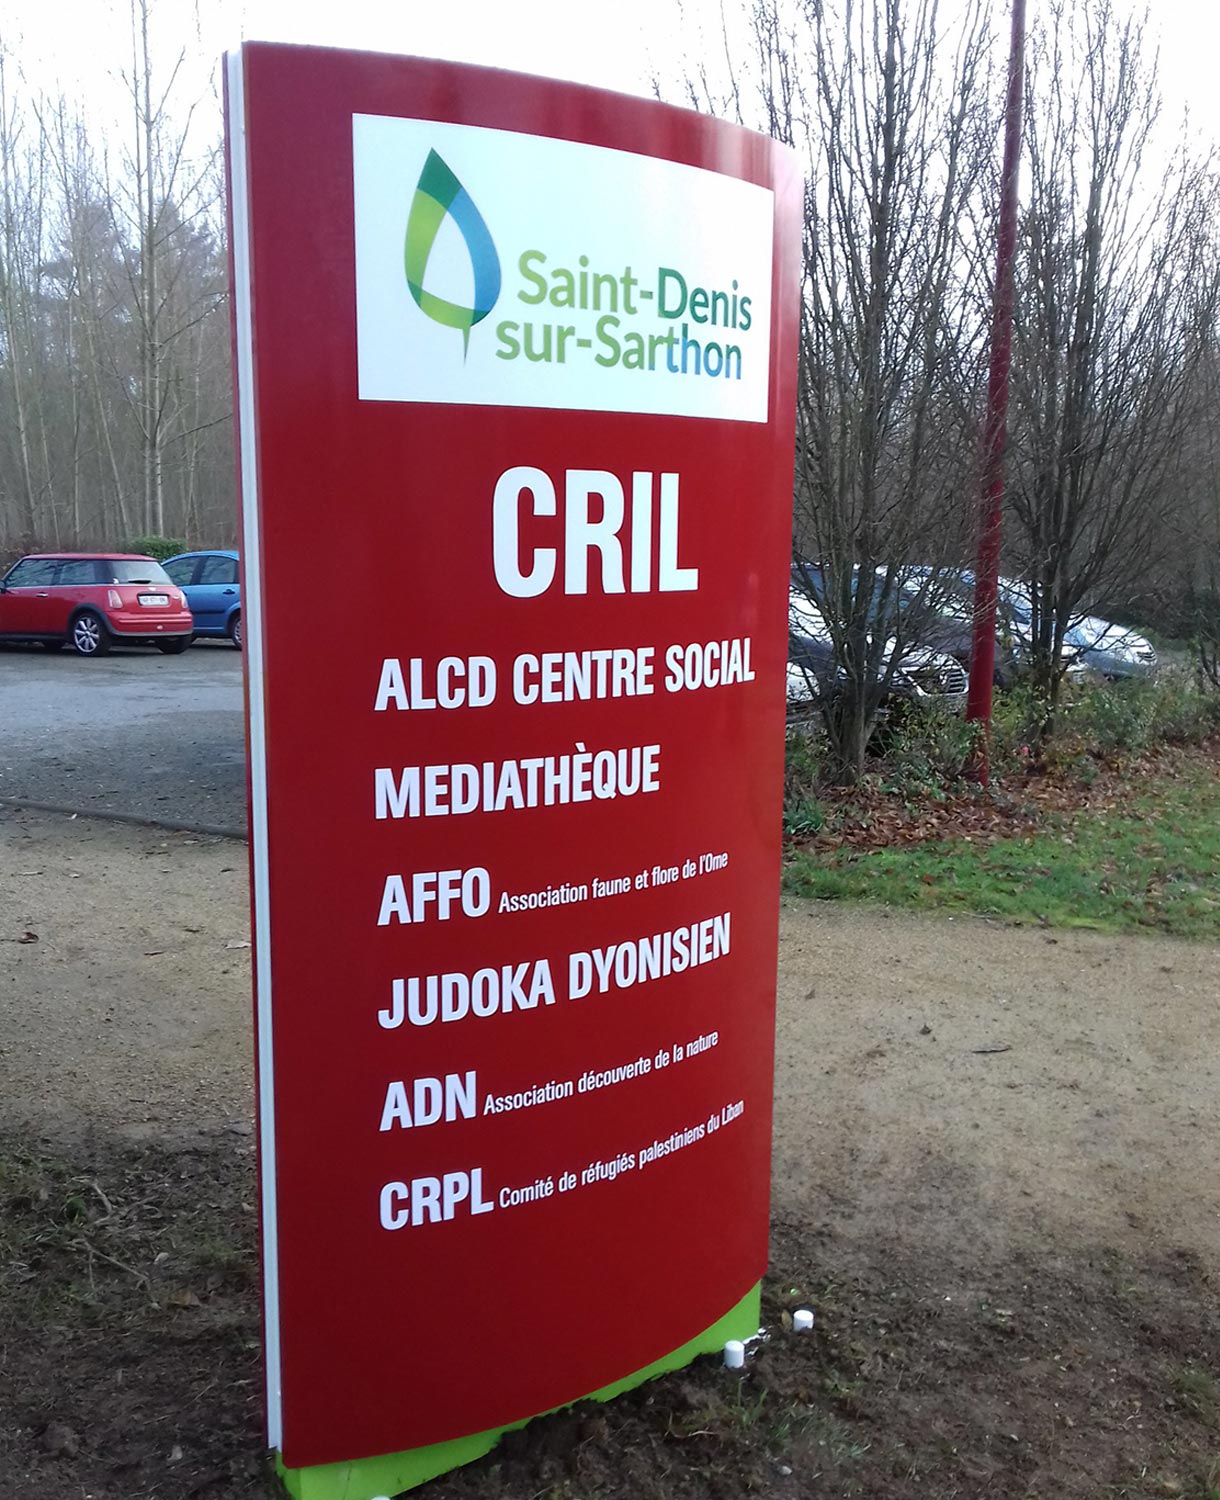 Saint-Denis
sur-Sarthon
CRIL
ALCD CENTRE SOCIAL
MEDIATHÈQUE
AFFO Association faune et flore de l'Orne
JUDOKA DYONISIEN
ADN Association découverte de la nature
CRPL Comité de réfugiés palestiniens du Liban